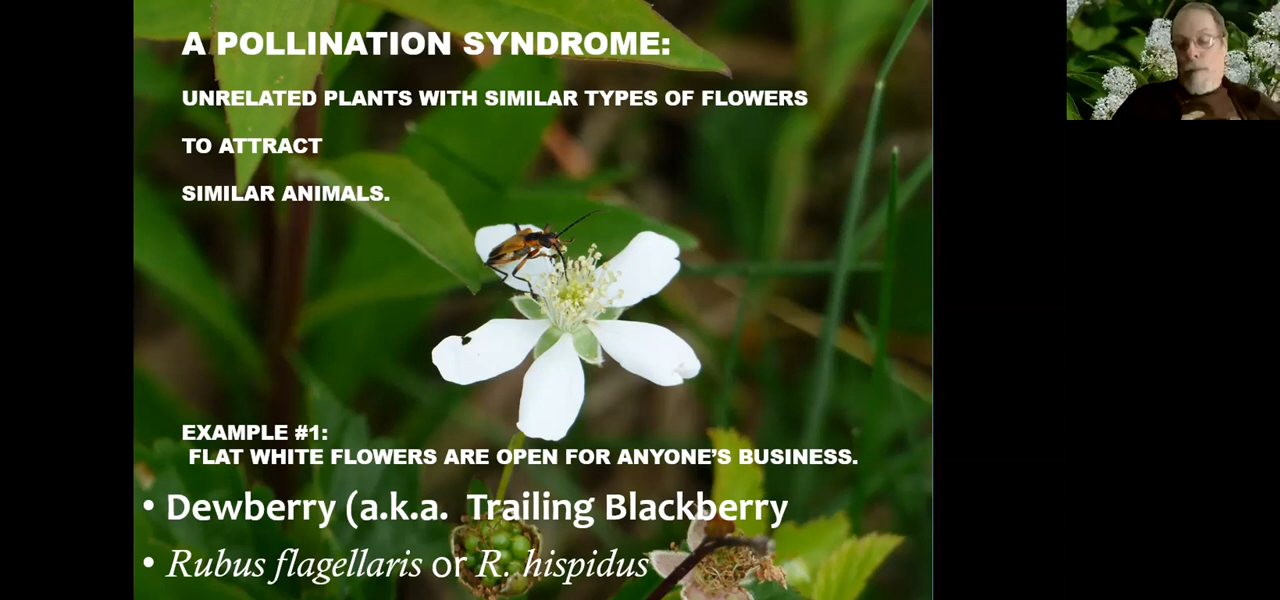 A POLLINATION SYNDROME:
UNRELATED PLANTS WITH SIMILAR TYPES OF FLOWERS
TO ATTRACT
SIMILAR ANIMALS.
EXAMPLE #1:
FLAT WHITE FLOWERS ARE OPEN FOR ANYONE’S BUSINESS.
• Dewberry (a.k.a. Trailing Blackberry
• Rubus flagellaris or R. hispidus